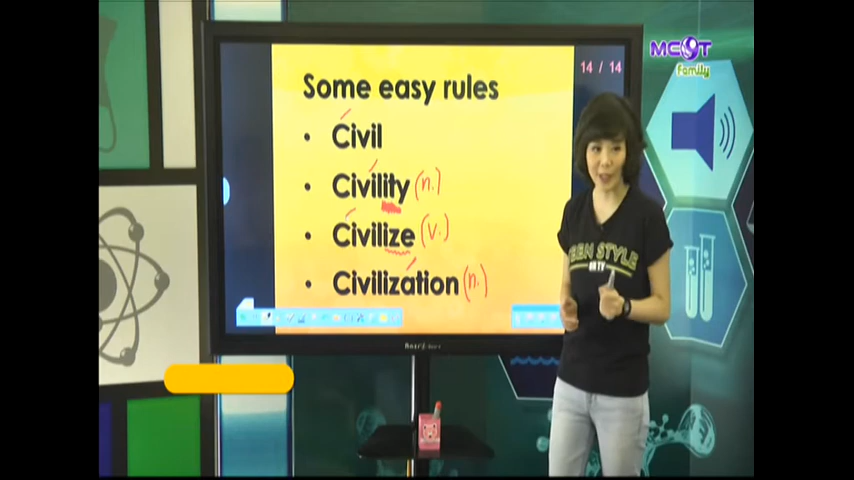 MCOT
family
14 / 14
Some easy rules
• Civil
• Civility (n.)
• Civilize (v.)
• Civilization (n.)
TEEN STYLE